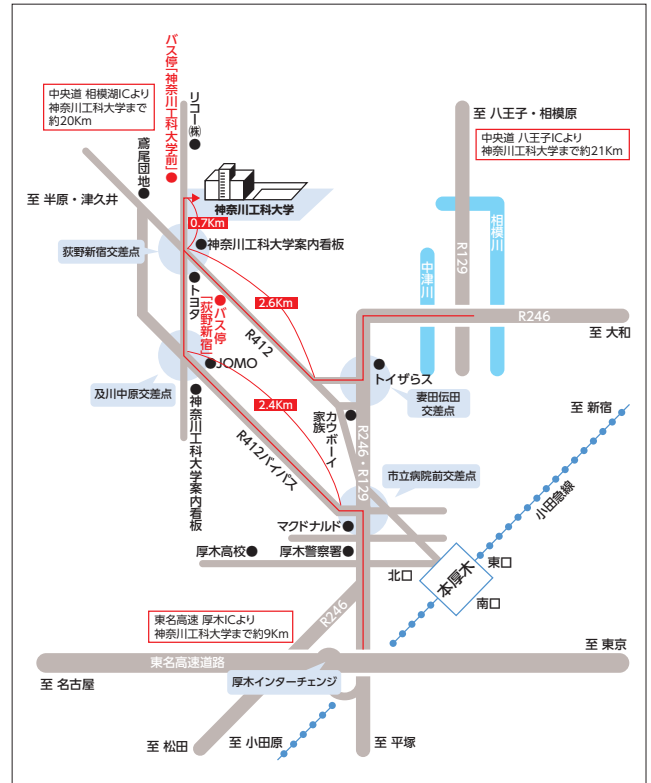 バス停「神奈川工科大学前」
中央道 相模湖ICより
神奈川工科大学まで
約20Km
リコー㈱
鳶尾団地
至 八王子・相模原
中央道 八王子ICより
神奈川工科大学まで約21Km
至 半原・津久井
神奈川工科大学
0.7Km
相模川
神奈川工科大学案内看板
荻野新宿交差点
R129
中津川
トヨタ
バス停
「荻野新宿」
2.6Km
R412
R246
至 大和
JOMO
トイザらス
及川中原交差点
妻田伝田
交差点
2.4Km
神奈川工科大学案内看板
カウボーイ
家族
至 新宿
R412バイパス
R246・R129
市立病院前交差点
小田急線
マクドナルド
厚木高校
厚木警察署
北口
本厚木
東口
南口
東名高速 厚木ICより
神奈川工科大学まで約9Km
R246
至 東京
東名高速道路
至 名古屋
厚木インターチェンジ
至 松田
至 小田原
至 平塚